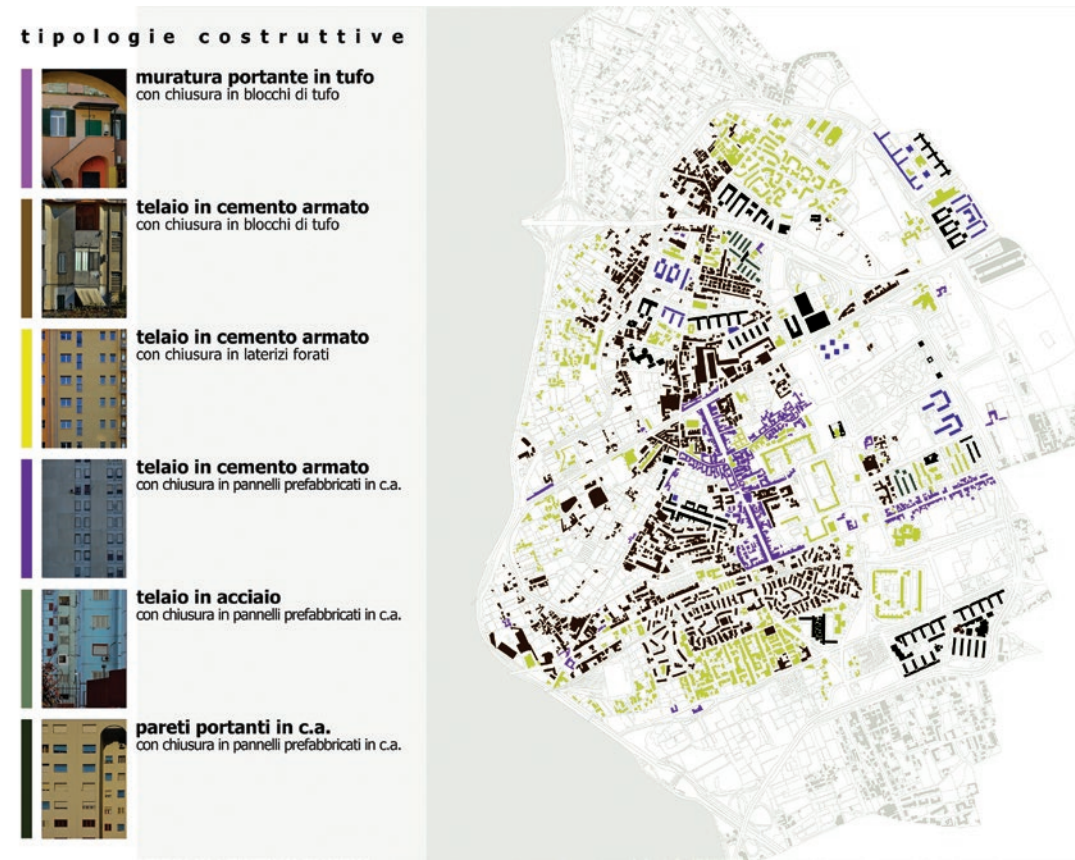 tipologie costruttive
muratura portante in tufo
con chiusura in blocchi di tufo
telaio in cemento armato
con chiusura in blocchi di tufo
telaio in cemento armato
con chiusura in laterizi forati
telaio in cemento armato
con chiusura in pannelli prefabbricati in c.a.
telaio in acciaio
con chiusura in pannelli prefabbricati in c.a.
pareti portanti in c.a.
con chiusura in pannelli prefabbricati in c.a.